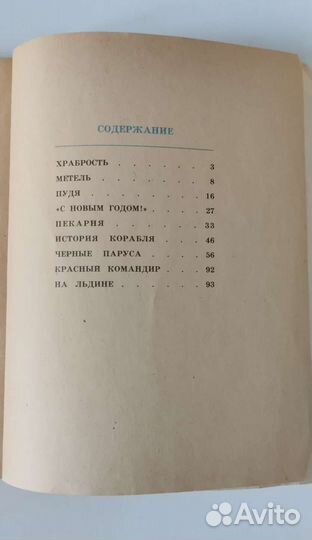 СОДЕРЖАНИЕ
ХРАБРОСТЬ . . . . . . 3
МЕТЕЛЬ . . . . . . . 8
ПУДЯ . . . . . . . 16
«С НОВЫМ ГОДОМ!» . . . . 27
ПЕКАРНЯ . . . . . . 33
ИСТОРИЯ КОРАБЛЯ . . . 46
ЧЕРНЫЕ ПАРУСА . . . . 56
КРАСНЫЙ КОМАНДИР . . . 92
НА ЛЬДИНЕ . . . . . 93
Avito